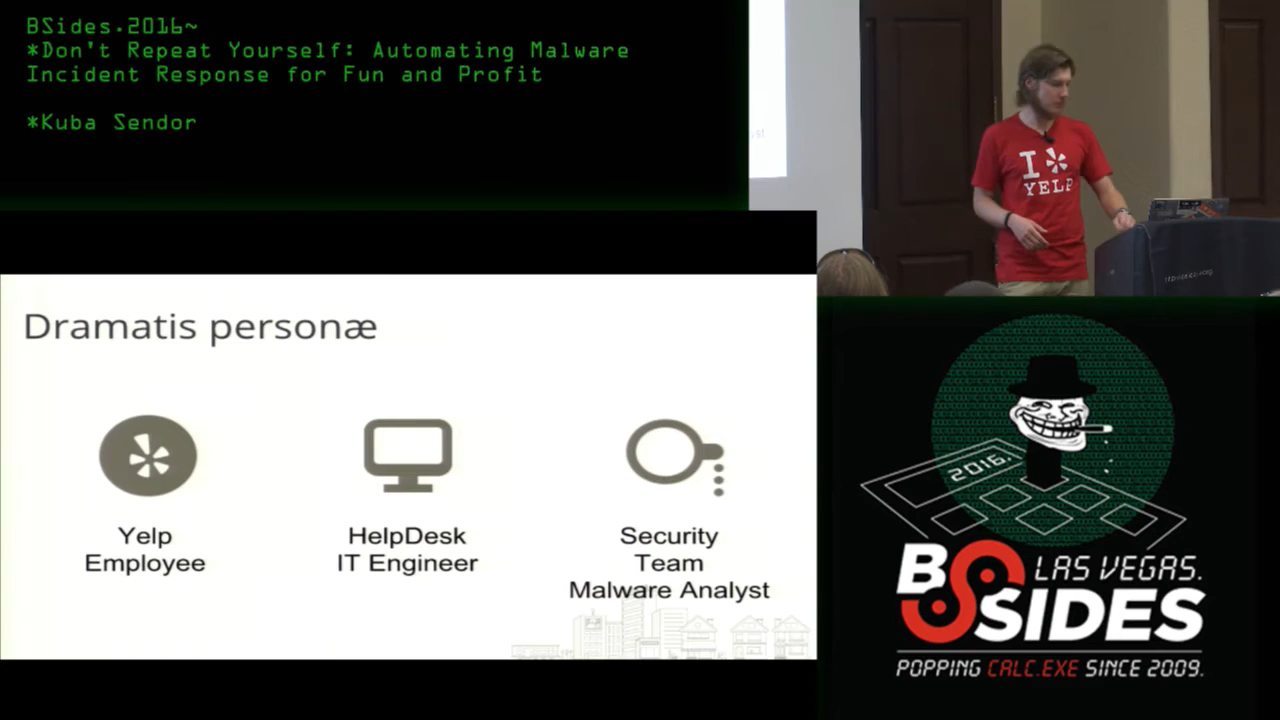 BSides.2016~
*Don't Repeat Yourself: Automating Malware
Incident Response for Fun and Profit
*Kuba Sendor
I
YELP
Dramatis personæ
Yelp
Employee
HelpDesk
IT Engineer
Security
Team
Malware Analyst
2016.
BSIDES
LAS VEGAS.
POPPING CALC.EXE SINCE 2009.